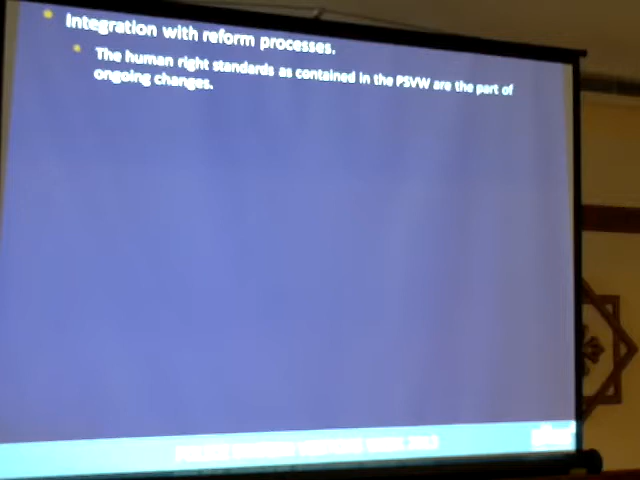 Integration with reform processes.
The human right standards as contained in the PSVW are the part of
ongoing changes.